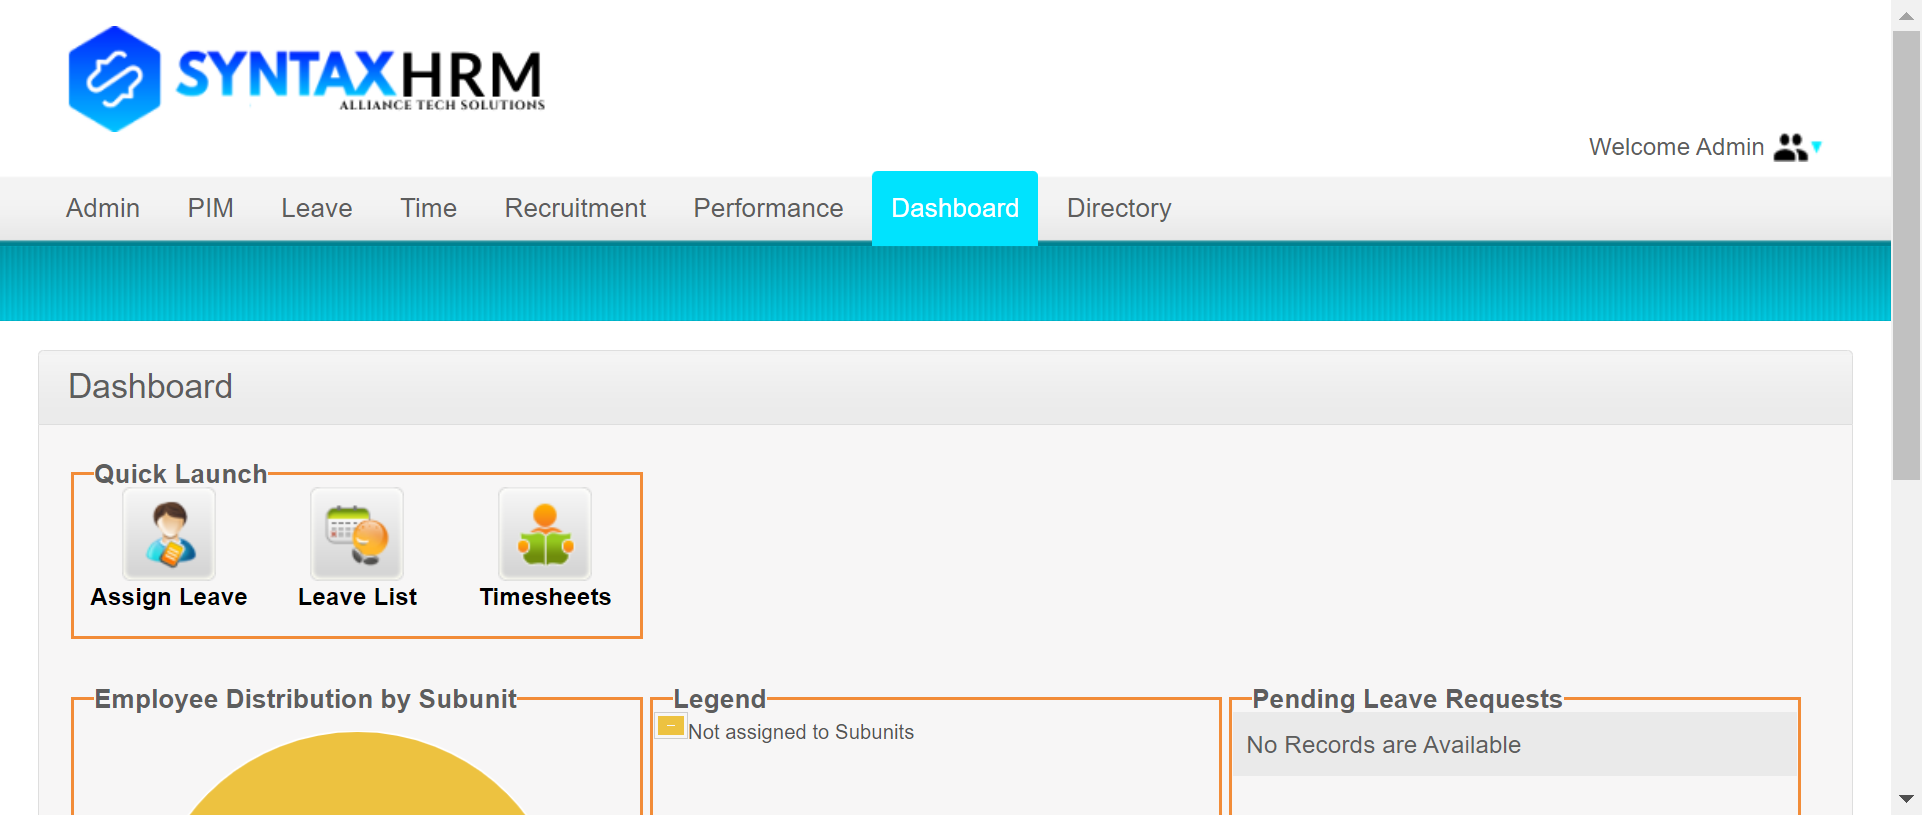 SYNTAXHRM
ALLIANCE TECH SOLUTIONS
Welcome Admin
Admin PIM Leave Time Recruitment Performance Dashboard Directory
Dashboard
Quick Launch
Assign Leave Leave List Timesheets
Employee Distribution by Subunit
Legend
Not assigned to Subunits
Pending Leave Requests
No Records are Available